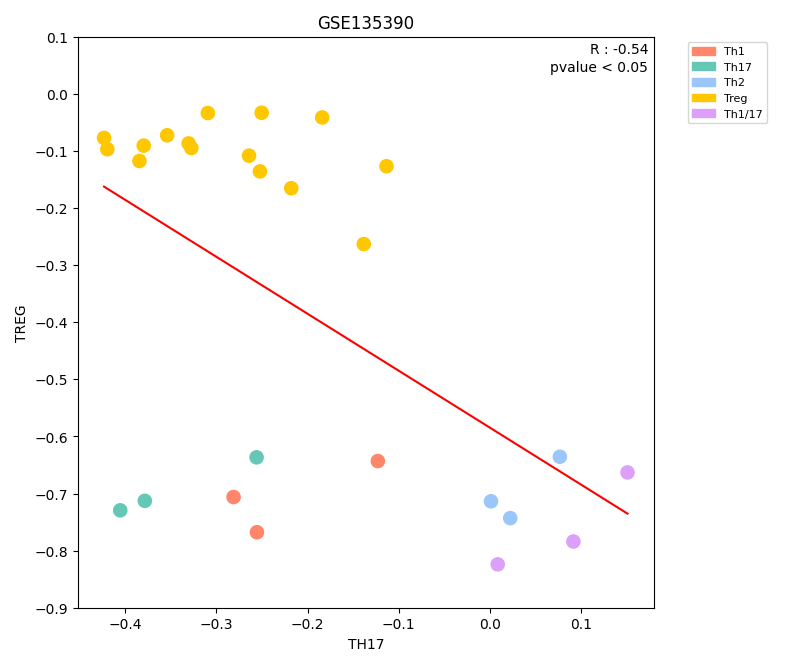 GSE135390
R : -0.54
pvalue < 0.05
Th1
Th17
Th2
Treg
Th1/17
0.1
0.0
−0.1
−0.2
−0.3
−0.4
−0.5
−0.6
−0.7
−0.8
−0.9
TREG
−0.4
−0.3
−0.2
−0.1
0.0
0.1
TH17